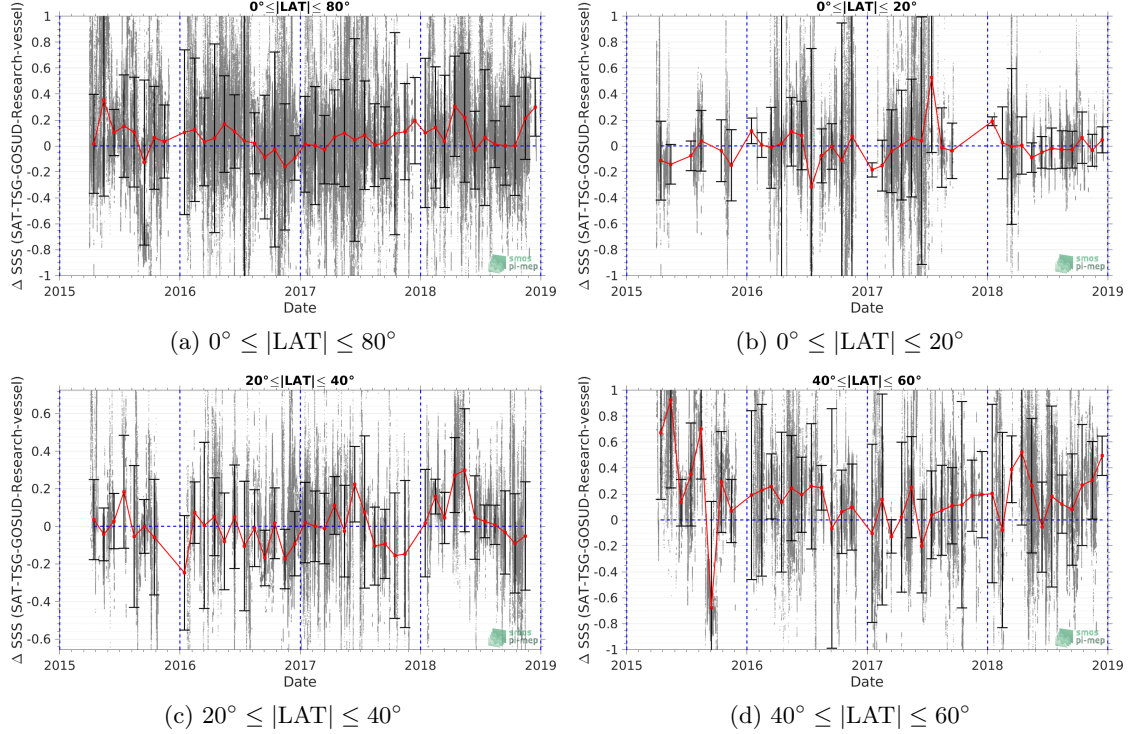 0°≤|LAT|≤ 80°
Δ SSS (SAT-TSG-GOSUD-Research-vessel)
1
0.8
0.6
0.4
0.2
0
-0.2
-0.4
-0.6
-0.8
-1
2015
2016
2017
2018
2019
Date
smos
pi-mep
(a) 0° ≤ |LAT| ≤ 80°
0°≤|LAT|≤ 20°
Δ SSS (SAT-TSG-GOSUD-Research-vessel)
1
0.8
0.6
0.4
0.2
0
-0.2
-0.4
-0.6
-0.8
-1
2015
2016
2017
2018
2019
Date
smos
pi-mep
(b) 0° ≤ |LAT| ≤ 20°
20°≤|LAT|≤ 40°
Δ SSS (SAT-TSG-GOSUD-Research-vessel)
0.6
0.4
0.2
0
-0.2
-0.4
-0.6
2015
2016
2017
2018
2019
Date
smos
pi-mep
(c) 20° ≤ |LAT| ≤ 40°
40°≤|LAT|≤ 60°
Δ SSS (SAT-TSG-GOSUD-Research-vessel)
1
0.8
0.6
0.4
0.2
0
-0.2
-0.4
-0.6
-0.8
-1
2015
2016
2017
2018
2019
Date
smos
pi-mep
(d) 40° ≤ |LAT| ≤ 60°